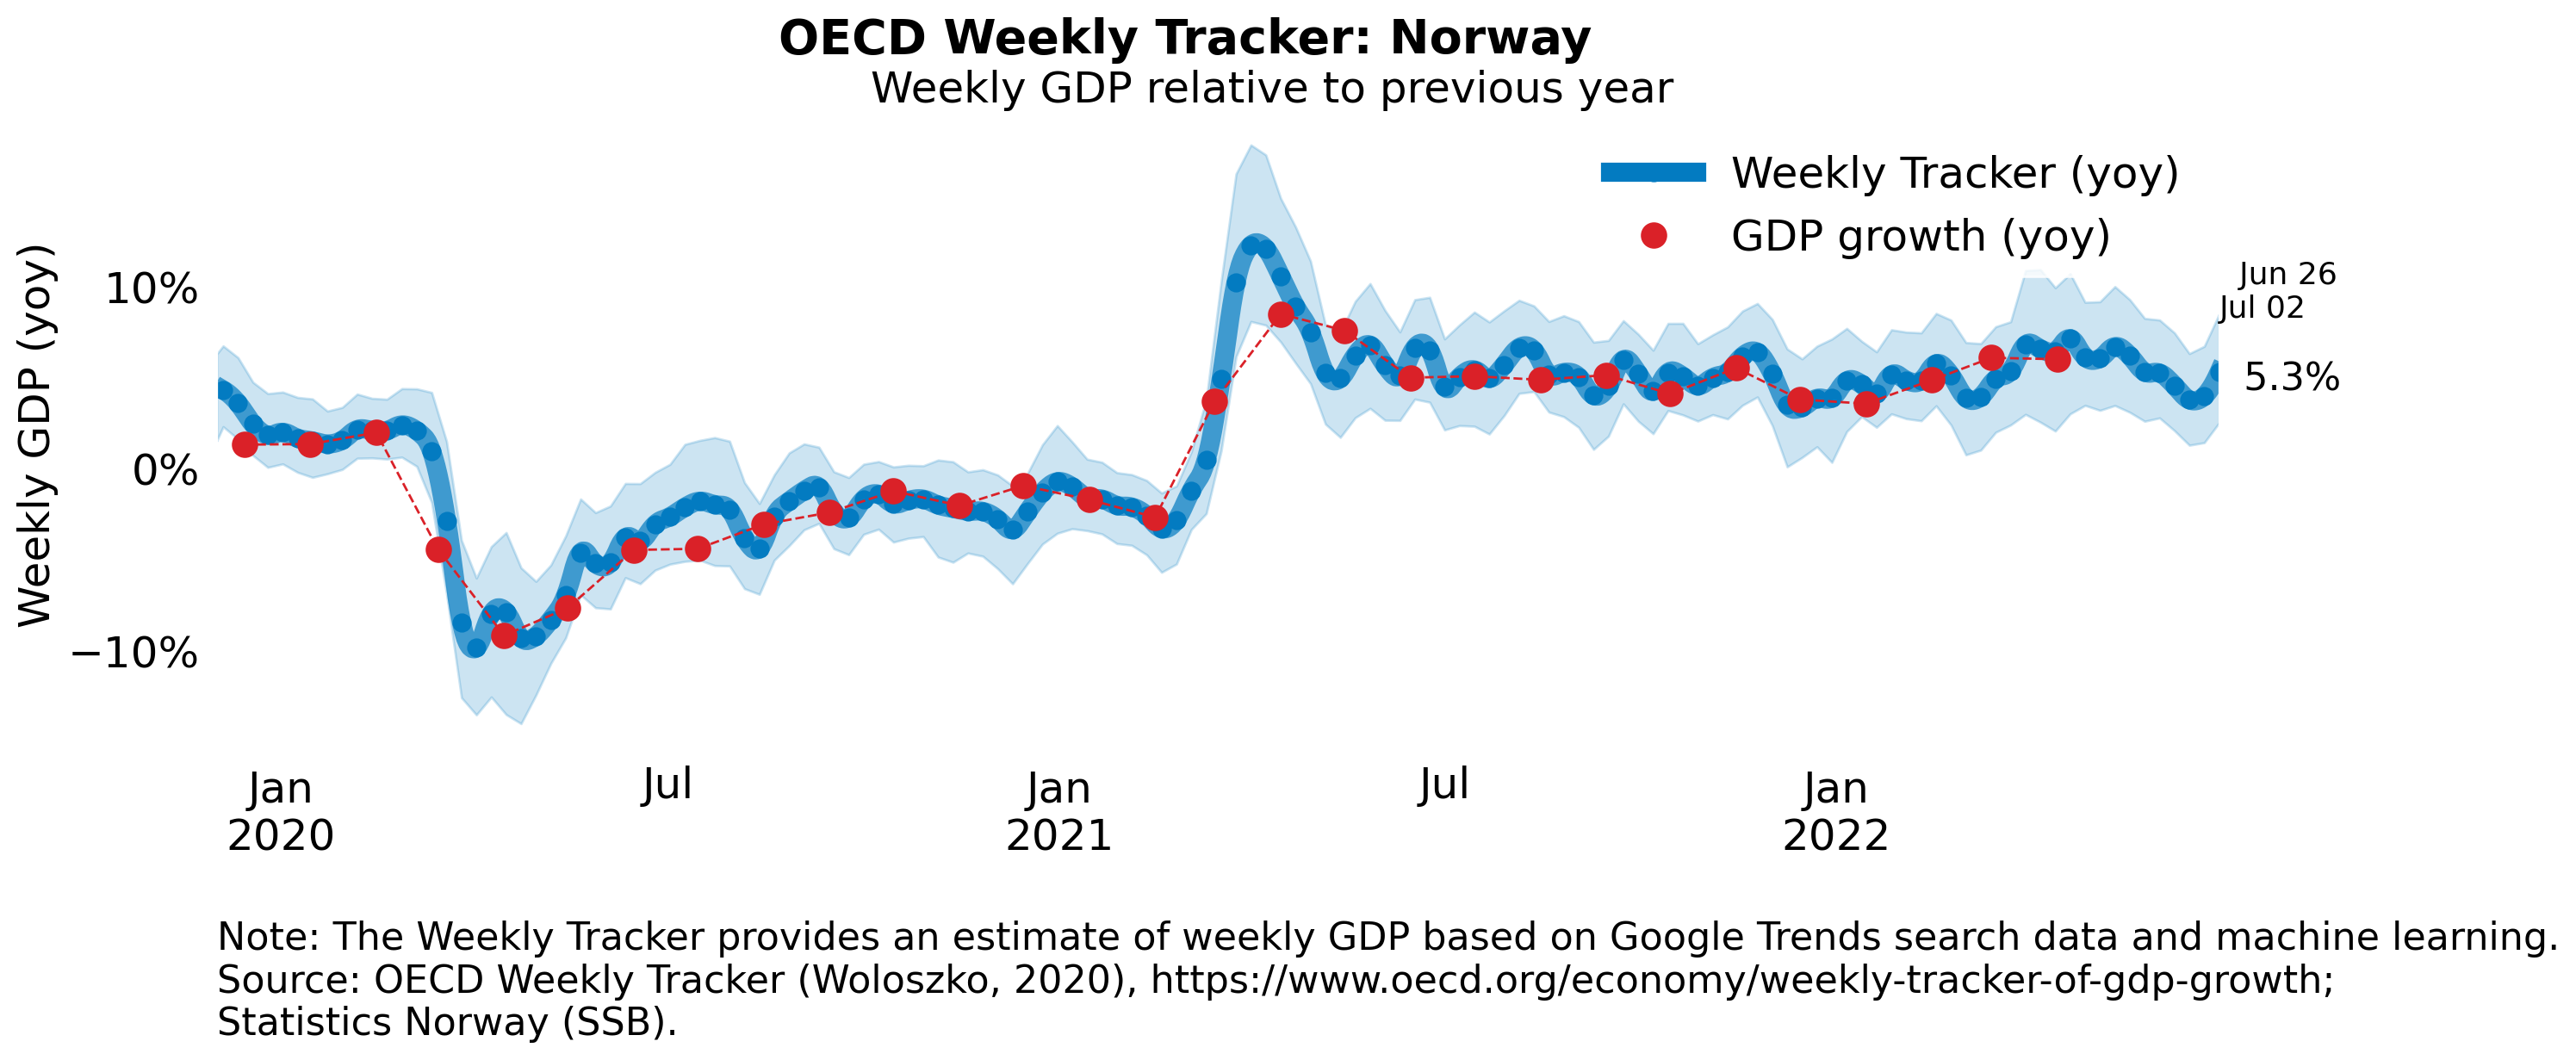 OECD Weekly Tracker: Norway
Weekly GDP relative to previous year
Weekly Tracker (yoy)
GDP growth (yoy)
Weekly GDP (yoy)
10%
0%
−10%
Jun 26
Jul 02
5.3%
Jan
2020
Jul
Jan
2021
Jul
Jan
2022
Note: The Weekly Tracker provides an estimate of weekly GDP based on Google Trends search data and machine learning.
Source: OECD Weekly Tracker (Woloszko, 2020), https://www.oecd.org/economy/weekly-tracker-of-gdp-growth;
Statistics Norway (SSB).